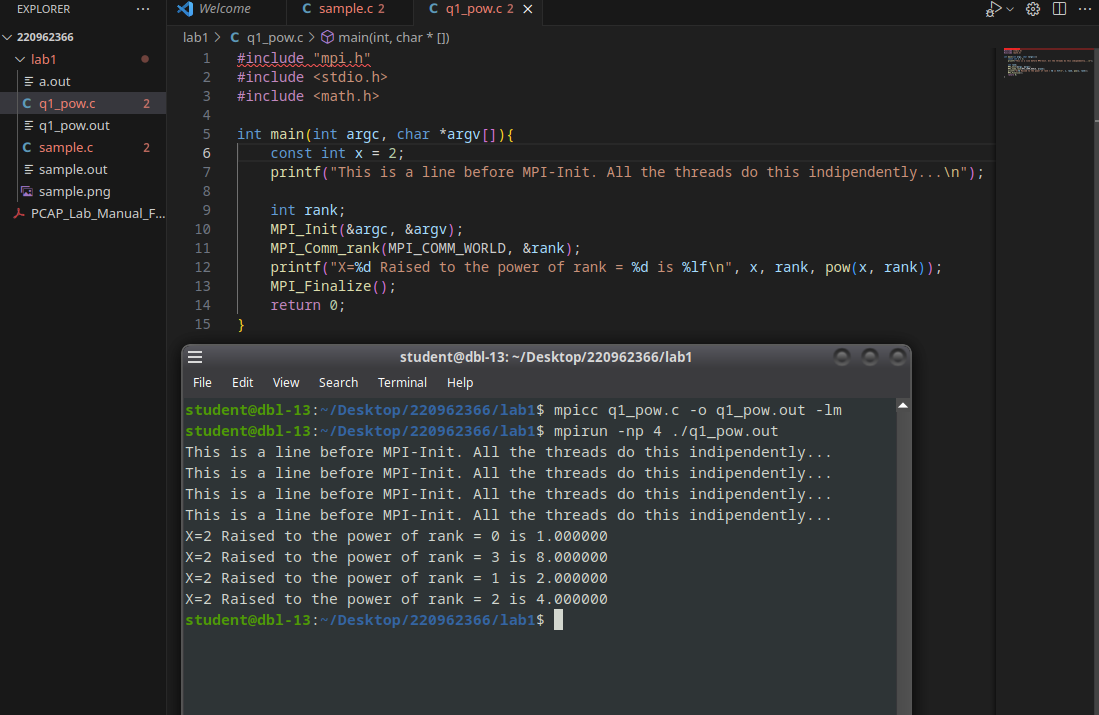 EXPLORER ···
Welcome
C sample.c 2
C q1_pow.c 2 ×
220962366
lab1
a.out
C q1_pow.c 2
q1_pow.out
C sample.c 2
sample.out
sample.png
PCAP_Lab_Manual_F...
lab1 > C q1_pow.c > main(int, char * [])
1 #include "mpi.h"
2 #include <stdio.h>
3 #include <math.h>
4
5 int main(int argc, char *argv[]){
6 const int x = 2;
7 printf("This is a line before MPI-Init. All the threads do this indipendently...\n");
8
9 int rank;
10 MPI_Init(&argc, &argv);
11 MPI_Comm_rank(MPI_COMM_WORLD, &rank);
12 printf("X=%d Raised to the power of rank = %d is %lf\n", x, rank, pow(x, rank));
13 MPI_Finalize();
14 return 0;
15 }
student@dbl-13: ~/Desktop/220962366/lab1
File Edit View Search Terminal Help
student@dbl-13:~/Desktop/220962366/lab1$ mpicc q1_pow.c -o q1_pow.out -lm
student@dbl-13:~/Desktop/220962366/lab1$ mpirun -np 4 ./q1_pow.out
This is a line before MPI-Init. All the threads do this indipendently...
This is a line before MPI-Init. All the threads do this indipendently...
This is a line before MPI-Init. All the threads do this indipendently...
This is a line before MPI-Init. All the threads do this indipendently...
X=2 Raised to the power of rank = 0 is 1.000000
X=2 Raised to the power of rank = 3 is 8.000000
X=2 Raised to the power of rank = 1 is 2.000000
X=2 Raised to the power of rank = 2 is 4.000000
student@dbl-13:~/Desktop/220962366/lab1$